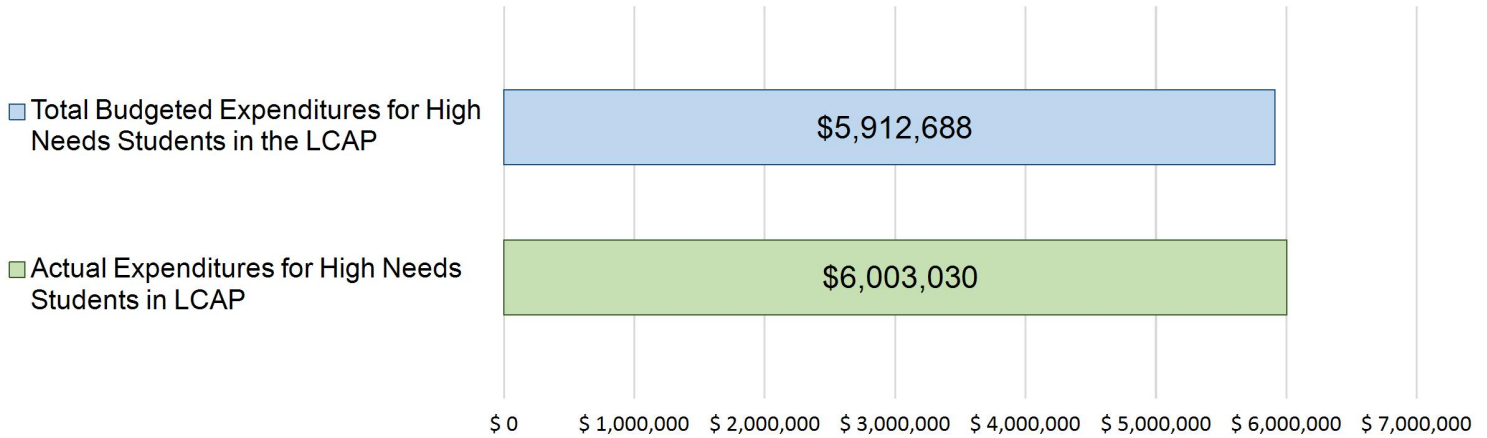 Total Budgeted Expenditures for High
Needs Students in the LCAP
$5,912,688
Actual Expenditures for High Needs
Students in LCAP
$6,003,030
$ 0 $ 1,000,000 $ 2,000,000 $ 3,000,000 $ 4,000,000 $ 5,000,000 $ 6,000,000 $ 7,000,000